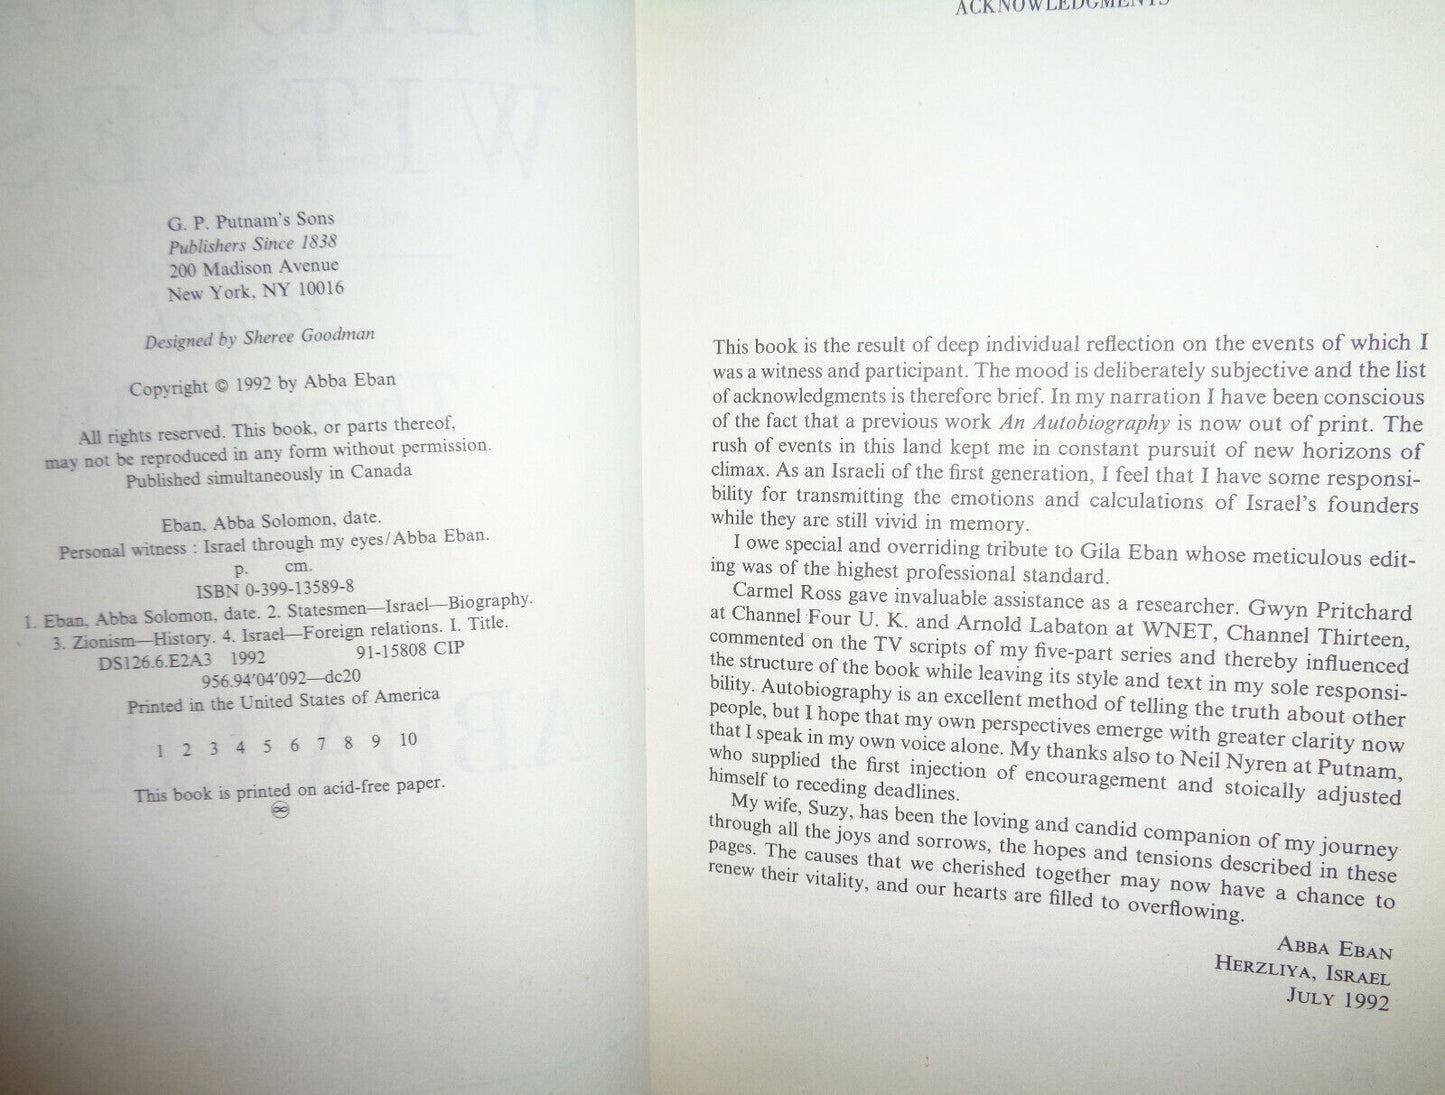 G. P. Putnam's Sons
Publishers Since 1838
200 Madison Avenue
New York, NY 10016
Designed by Sheree Goodman
Copyright © 1992 by Abba Eban
All rights reserved. This book, or parts thereof,
may not be reproduced in any form without permission.
Published simultaneously in Canada
Eban, Abba Solomon, date.
Personal witness : Israel through my eyes/Abba Eban.
p. cm.
ISBN 0-399-13589-8
1. Eban, Abba Solomon, date. 2. Statesmen—Israel—Biography.
3. Zionism—History. 4. Israel—Foreign relations. I. Title.
DS126.6.E2A3 1992 91-15808 CIP
956.94'04'092—dc20
Printed in the United States of America
1 2 3 4 5 6 7 8 9 10
This book is printed on acid-free paper.
ACKNOWLEDGMENTS
This book is the result of deep individual reflection on the events of which I
was a witness and participant. The mood is deliberately subjective and the list
of acknowledgments is therefore brief. In my narration I have been conscious
of the fact that a previous work An Autobiography is now out of print. The
rush of events in this land kept me in constant pursuit of new horizons of
climax. As an Israeli of the first generation, I feel that I have some responsi-
bility for transmitting the emotions and calculations of Israel's founders
while they are still vivid in memory.
I owe special and overriding tribute to Gila Eban whose meticulous edit-
ing was of the highest professional standard.
Carmel Ross gave invaluable assistance as a researcher. Gwyn Pritchard
at Channel Four U. K. and Arnold Labaton at WNET, Channel Thirteen,
commented on the TV scripts of my five-part series and thereby influenced
the structure of the book while leaving its style and text in my sole responsi-
bility. Autobiography is an excellent method of telling the truth about other
people, but I hope that my own perspectives emerge with greater clarity now
that I speak in my own voice alone. My thanks also to Neil Nyren at Putnam,
who supplied the first injection of encouragement and stoically adjusted
himself to receding deadlines.
My wife, Suzy, has been the loving and candid companion of my journey
through all the joys and sorrows, the hopes and tensions described in these
pages. The causes that we cherished together may now have a chance to
renew their vitality, and our hearts are filled to overflowing.
ABBA EBAN
HERZLIYA, ISRAEL
JULY 1992